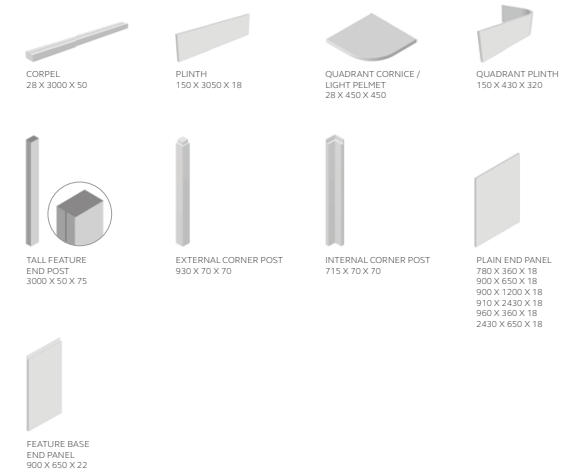 CORPEL
28 X 3000 X 50
PLINTH
150 X 3050 X 18
QUADRANT CORNICE /
LIGHT PELMET
28 X 450 X 450
QUADRANT PLINTH
150 X 430 X 320
TALL FEATURE
END POST
3000 X 50 X 75
EXTERNAL CORNER POST
930 X 70 X 70
INTERNAL CORNER POST
715 X 70 X 70
PLAIN END PANEL
780 X 360 X 18
900 X 650 X 18
900 X 1200 X 18
910 X 2430 X 18
960 X 360 X 18
2430 X 650 X 18
FEATURE BASE
END PANEL
900 X 650 X 22